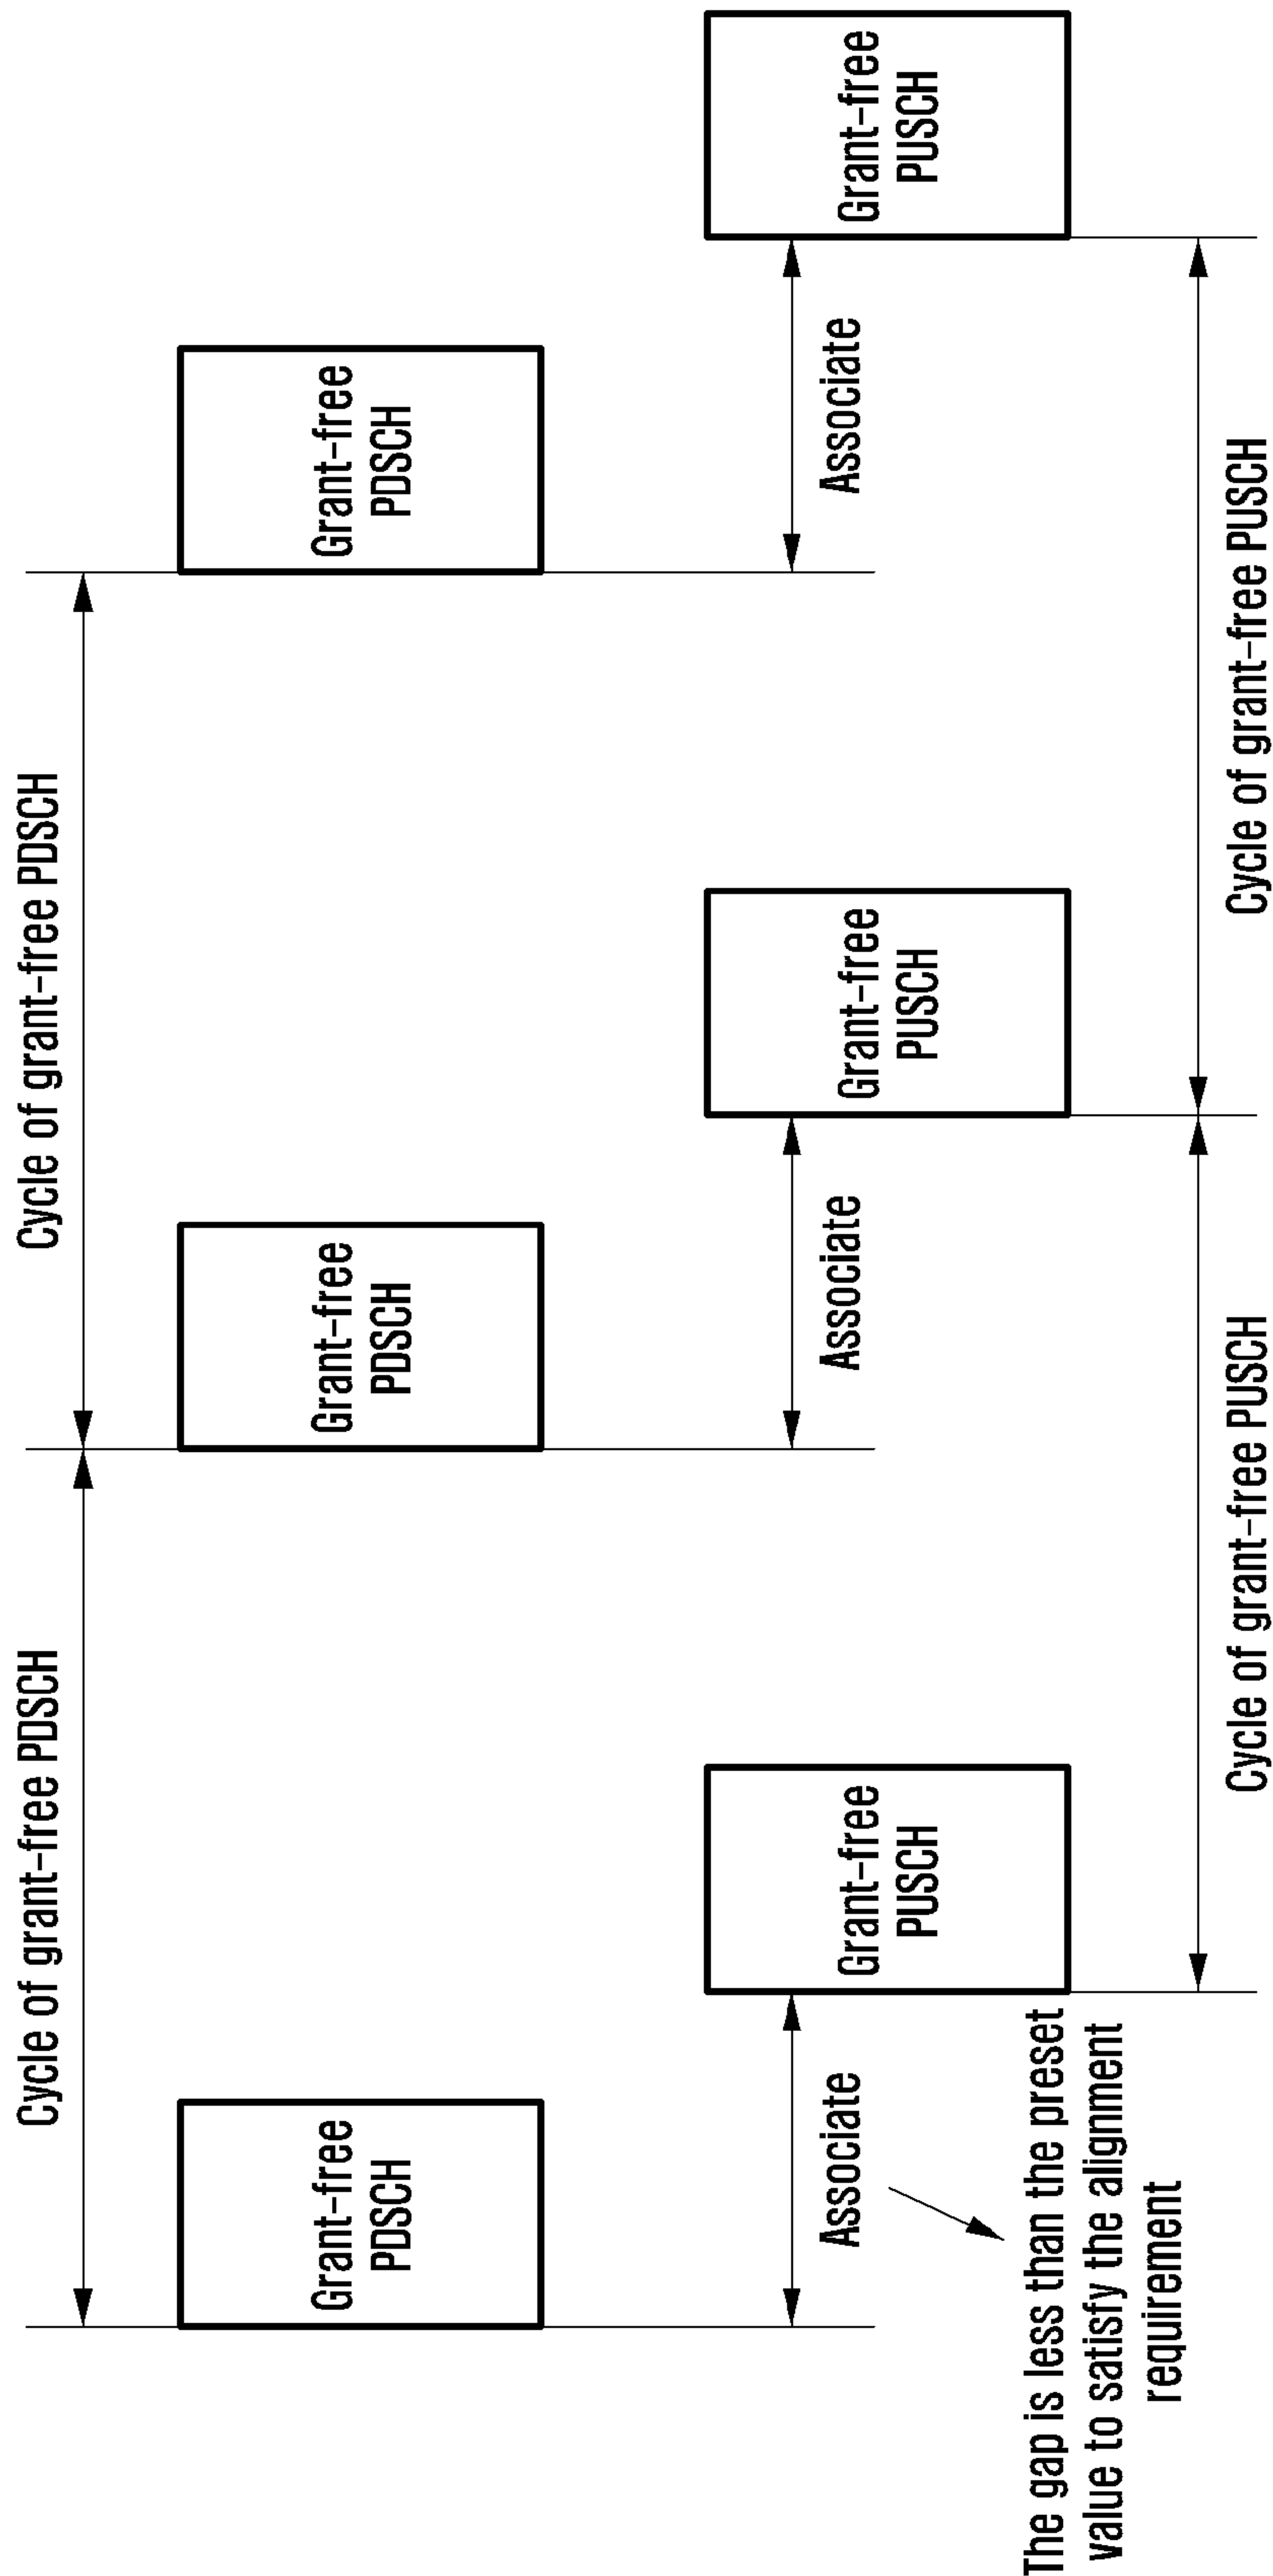 Cycle of grant-free PDSCH
Cycle of grant-free PDSCH
Grant-free
PDSCH
Grant-free
PDSCH
Grant-free
PDSCH
Grant-free
PUSCH
Grant-free
PUSCH
Grant-free
PUSCH
Associate
Associate
Associate
The gap is less than the preset
value to satisfy the alignment
requirement
Cycle of grant-free PUSCH
Cycle of grant-free PUSCH